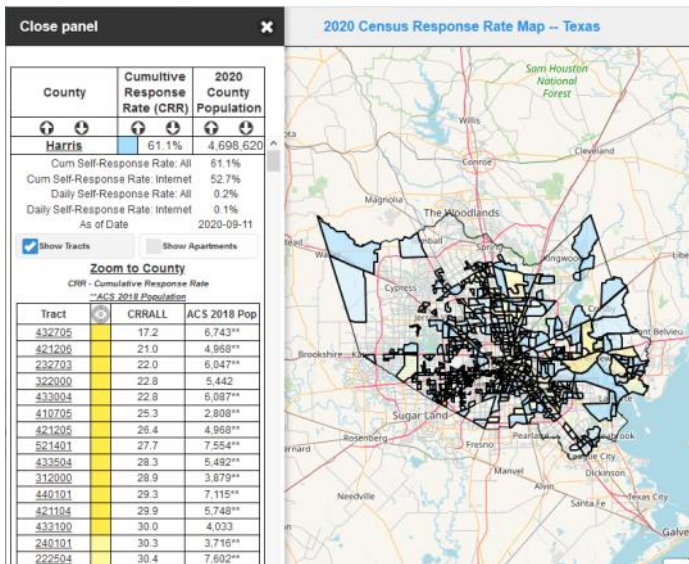 Close panel ✖
2020 Census Response Rate Map -- Texas
County
Cumultive Response Rate (CRR)
2020 County Population
Harris 61.1% 4,698,620
Cum Self-Response Rate: All 61.1%
Cum Self-Response Rate: Internet 52.7%
Daily Self-Response Rate: All 0.2%
Daily Self-Response Rate: Internet 0.1%
As of Date 2020-09-11
Show Tracts Show Apartments
Zoom to County
CRR - Cumulative Response Rate
**ACS 2018 Population
Tract CRRALL ACS 2018 Pop
432705 17.2 6,743**
421206 21.0 4,968**
232703 22.0 6,047**
322000 22.8 5,442
433004 22.8 6,087**
410705 25.3 2,808**
421205 26.4 4,968**
521401 27.7 7,554**
433504 28.3 5,492**
312000 28.9 3,879**
440101 29.3 7,115**
421104 29.9 5,748**
433100 30.0 4,033
240101 30.3 3,716**
222504 30.4 7,602**
Sam Houston
National
Forest
Willis
Cleveland
Conroe
Magnolia
The Woodlands
Spring
Kingwood
Cypress
Sugar Land
Rosenberg
Fresno
League City
Dickinson
Manvel
Alvin
Needville
Santa Fe
Texas City